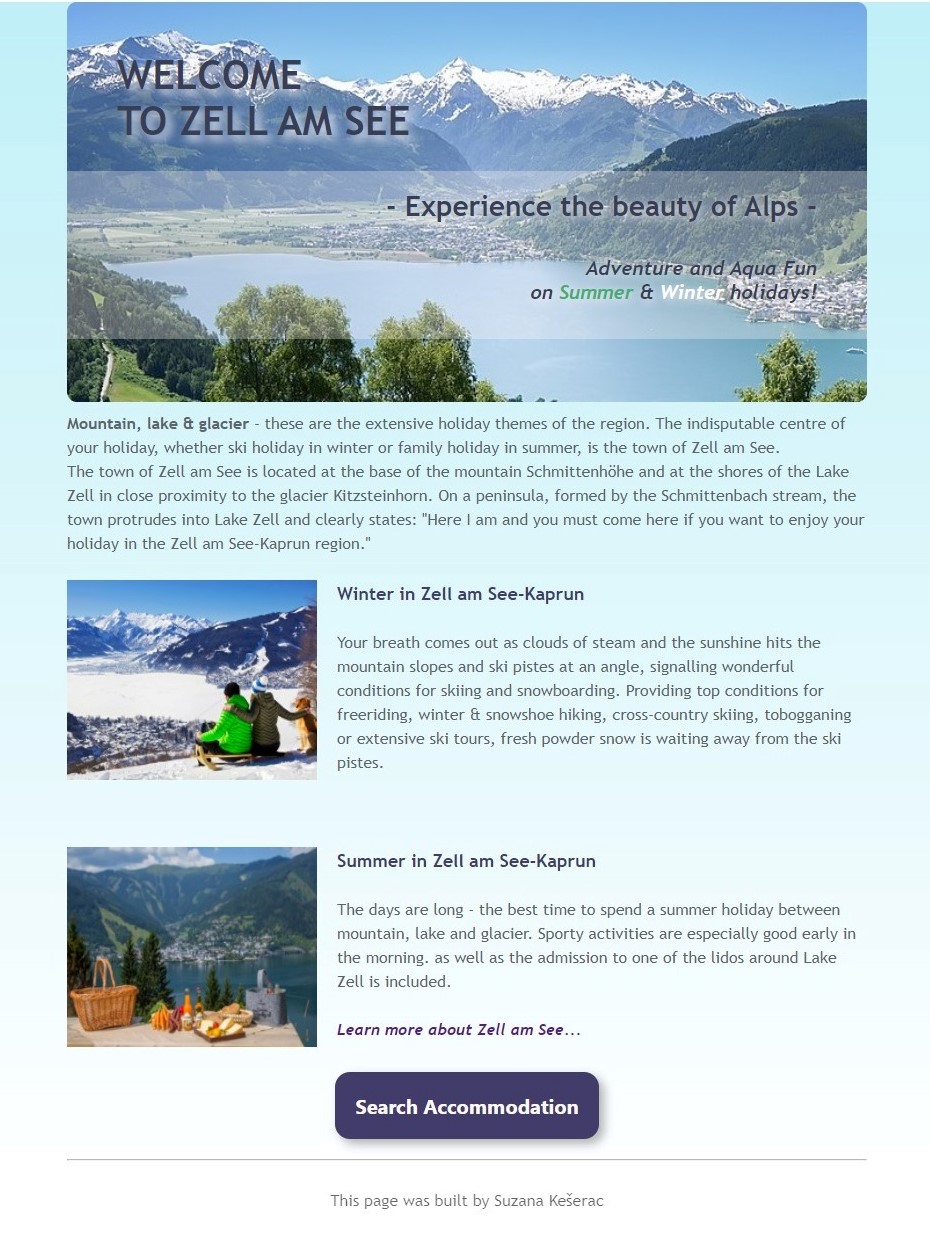 WELCOME
TO ZELL AM SEE
- Experience the beauty of Alps -
Adventure and Aqua Fun
on Summer & Winter holidays!
Mountain, lake & glacier - these are the extensive holiday themes of the region. The indisputable centre of
your holiday, whether ski holiday in winter or family holiday in summer, is the town of Zell am See.
The town of Zell am See is located at the base of the mountain Schmittenhöhe and at the shores of the Lake
Zell in close proximity to the glacier Kitzsteinhorn. On a peninsula, formed by the Schmittenbach stream, the
town protrudes into Lake Zell and clearly states: "Here I am and you must come here if you want to enjoy your
holiday in the Zell am See-Kaprun region."
Winter in Zell am See-Kaprun
Your breath comes out as clouds of steam and the sunshine hits the
mountain slopes and ski pistes at an angle, signalling wonderful
conditions for skiing and snowboarding. Providing top conditions for
freeriding, winter & snowshoe hiking, cross-country skiing, tobogganing
or extensive ski tours, fresh powder snow is waiting away from the ski
pistes.
Summer in Zell am See-Kaprun
The days are long - the best time to spend a summer holiday between
mountain, lake and glacier. Sporty activities are especially good early in
the morning. as well as the admission to one of the lidos around Lake
Zell is included.
Learn more about Zell am See...
Search Accommodation
This page was built by Suzana Kešerac